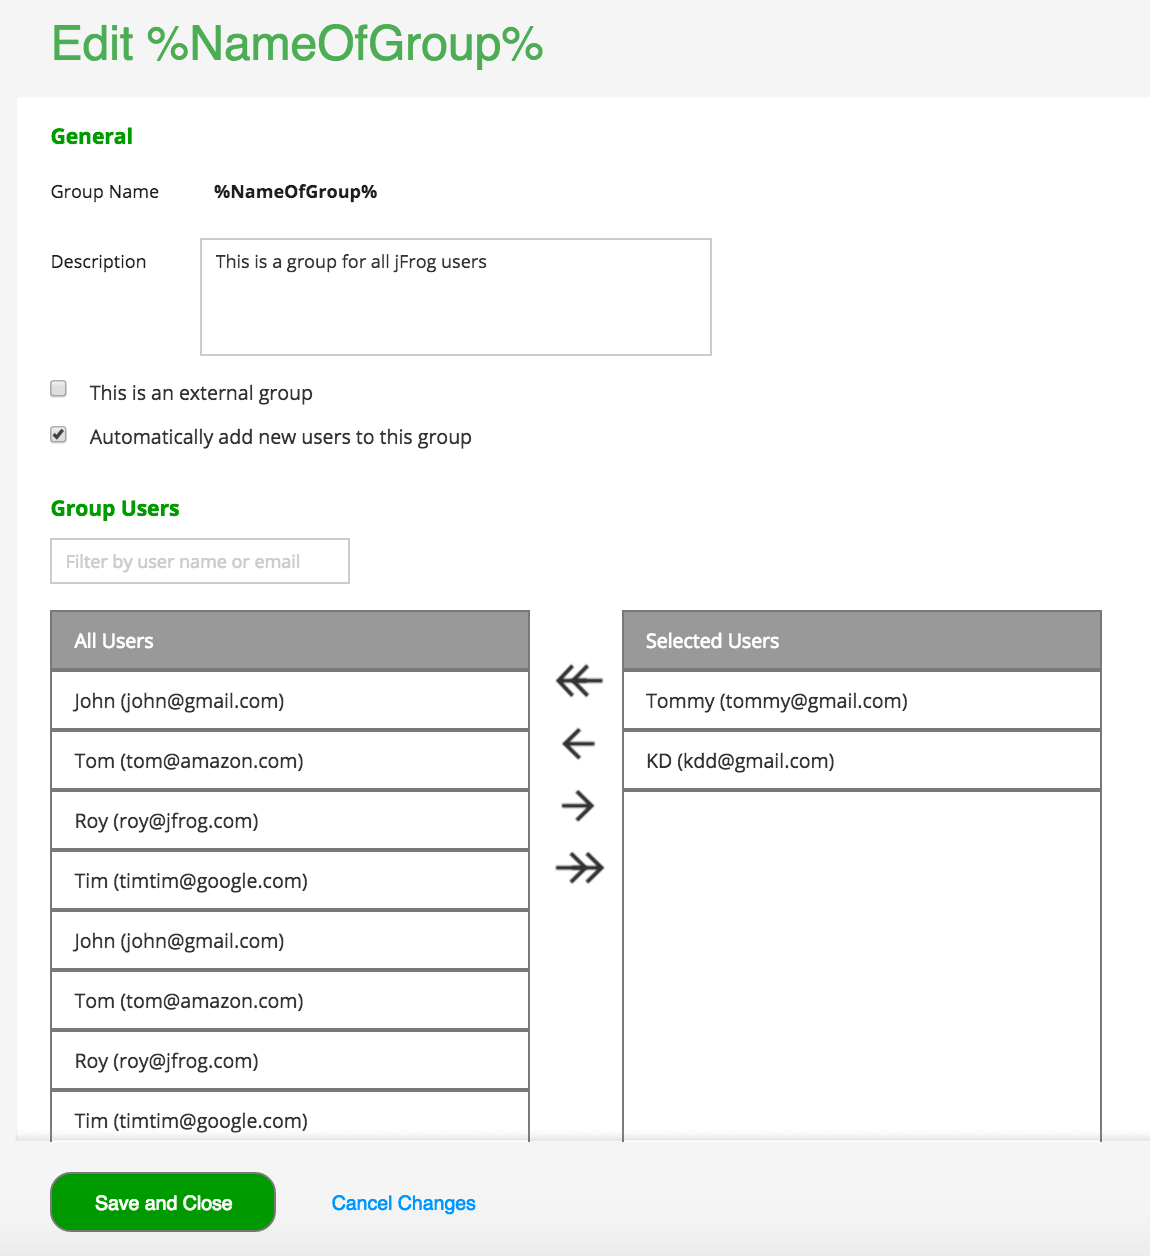 Edit %NameOfGroup%
General
Group Name %NameOfGroup%
Description This is a group for all jFrog users
This is an external group
Automatically add new users to this group
Group Users
Filter by user name or email
All Users
John (john@gmail.com)
Tom (tom@amazon.com)
Roy (roy@jfrog.com)
Tim (timtim@google.com)
John (john@gmail.com)
Tom (tom@amazon.com)
Roy (roy@jfrog.com)
Tim (timtim@google.com)
Selected Users
Tommy (tommy@gmail.com)
KD (kdd@gmail.com)
Save and Close Cancel Changes